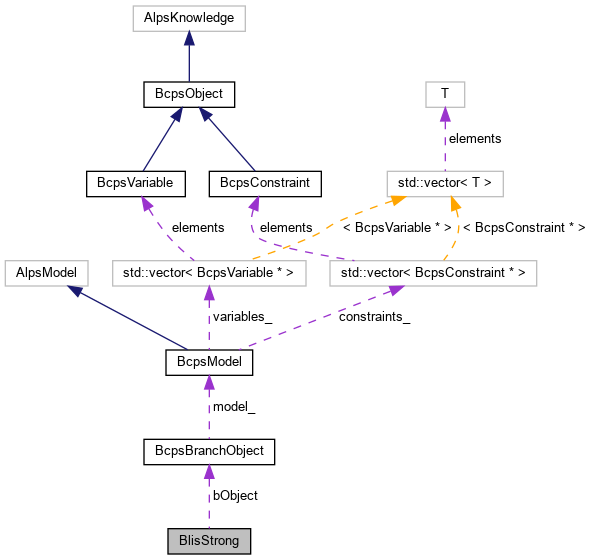 AlpsKnowledge
BcpsObject
T
elements
BcpsVariable
BcpsConstraint
std::vector< T >
elements
elements
< BcpsVariable * >
< BcpsConstraint * >
AlpsModel
std::vector< BcpsVariable * >
std::vector< BcpsConstraint * >
variables_
constraints_
BcpsModel
model_
BcpsBranchObject
bObject
BlisStrong